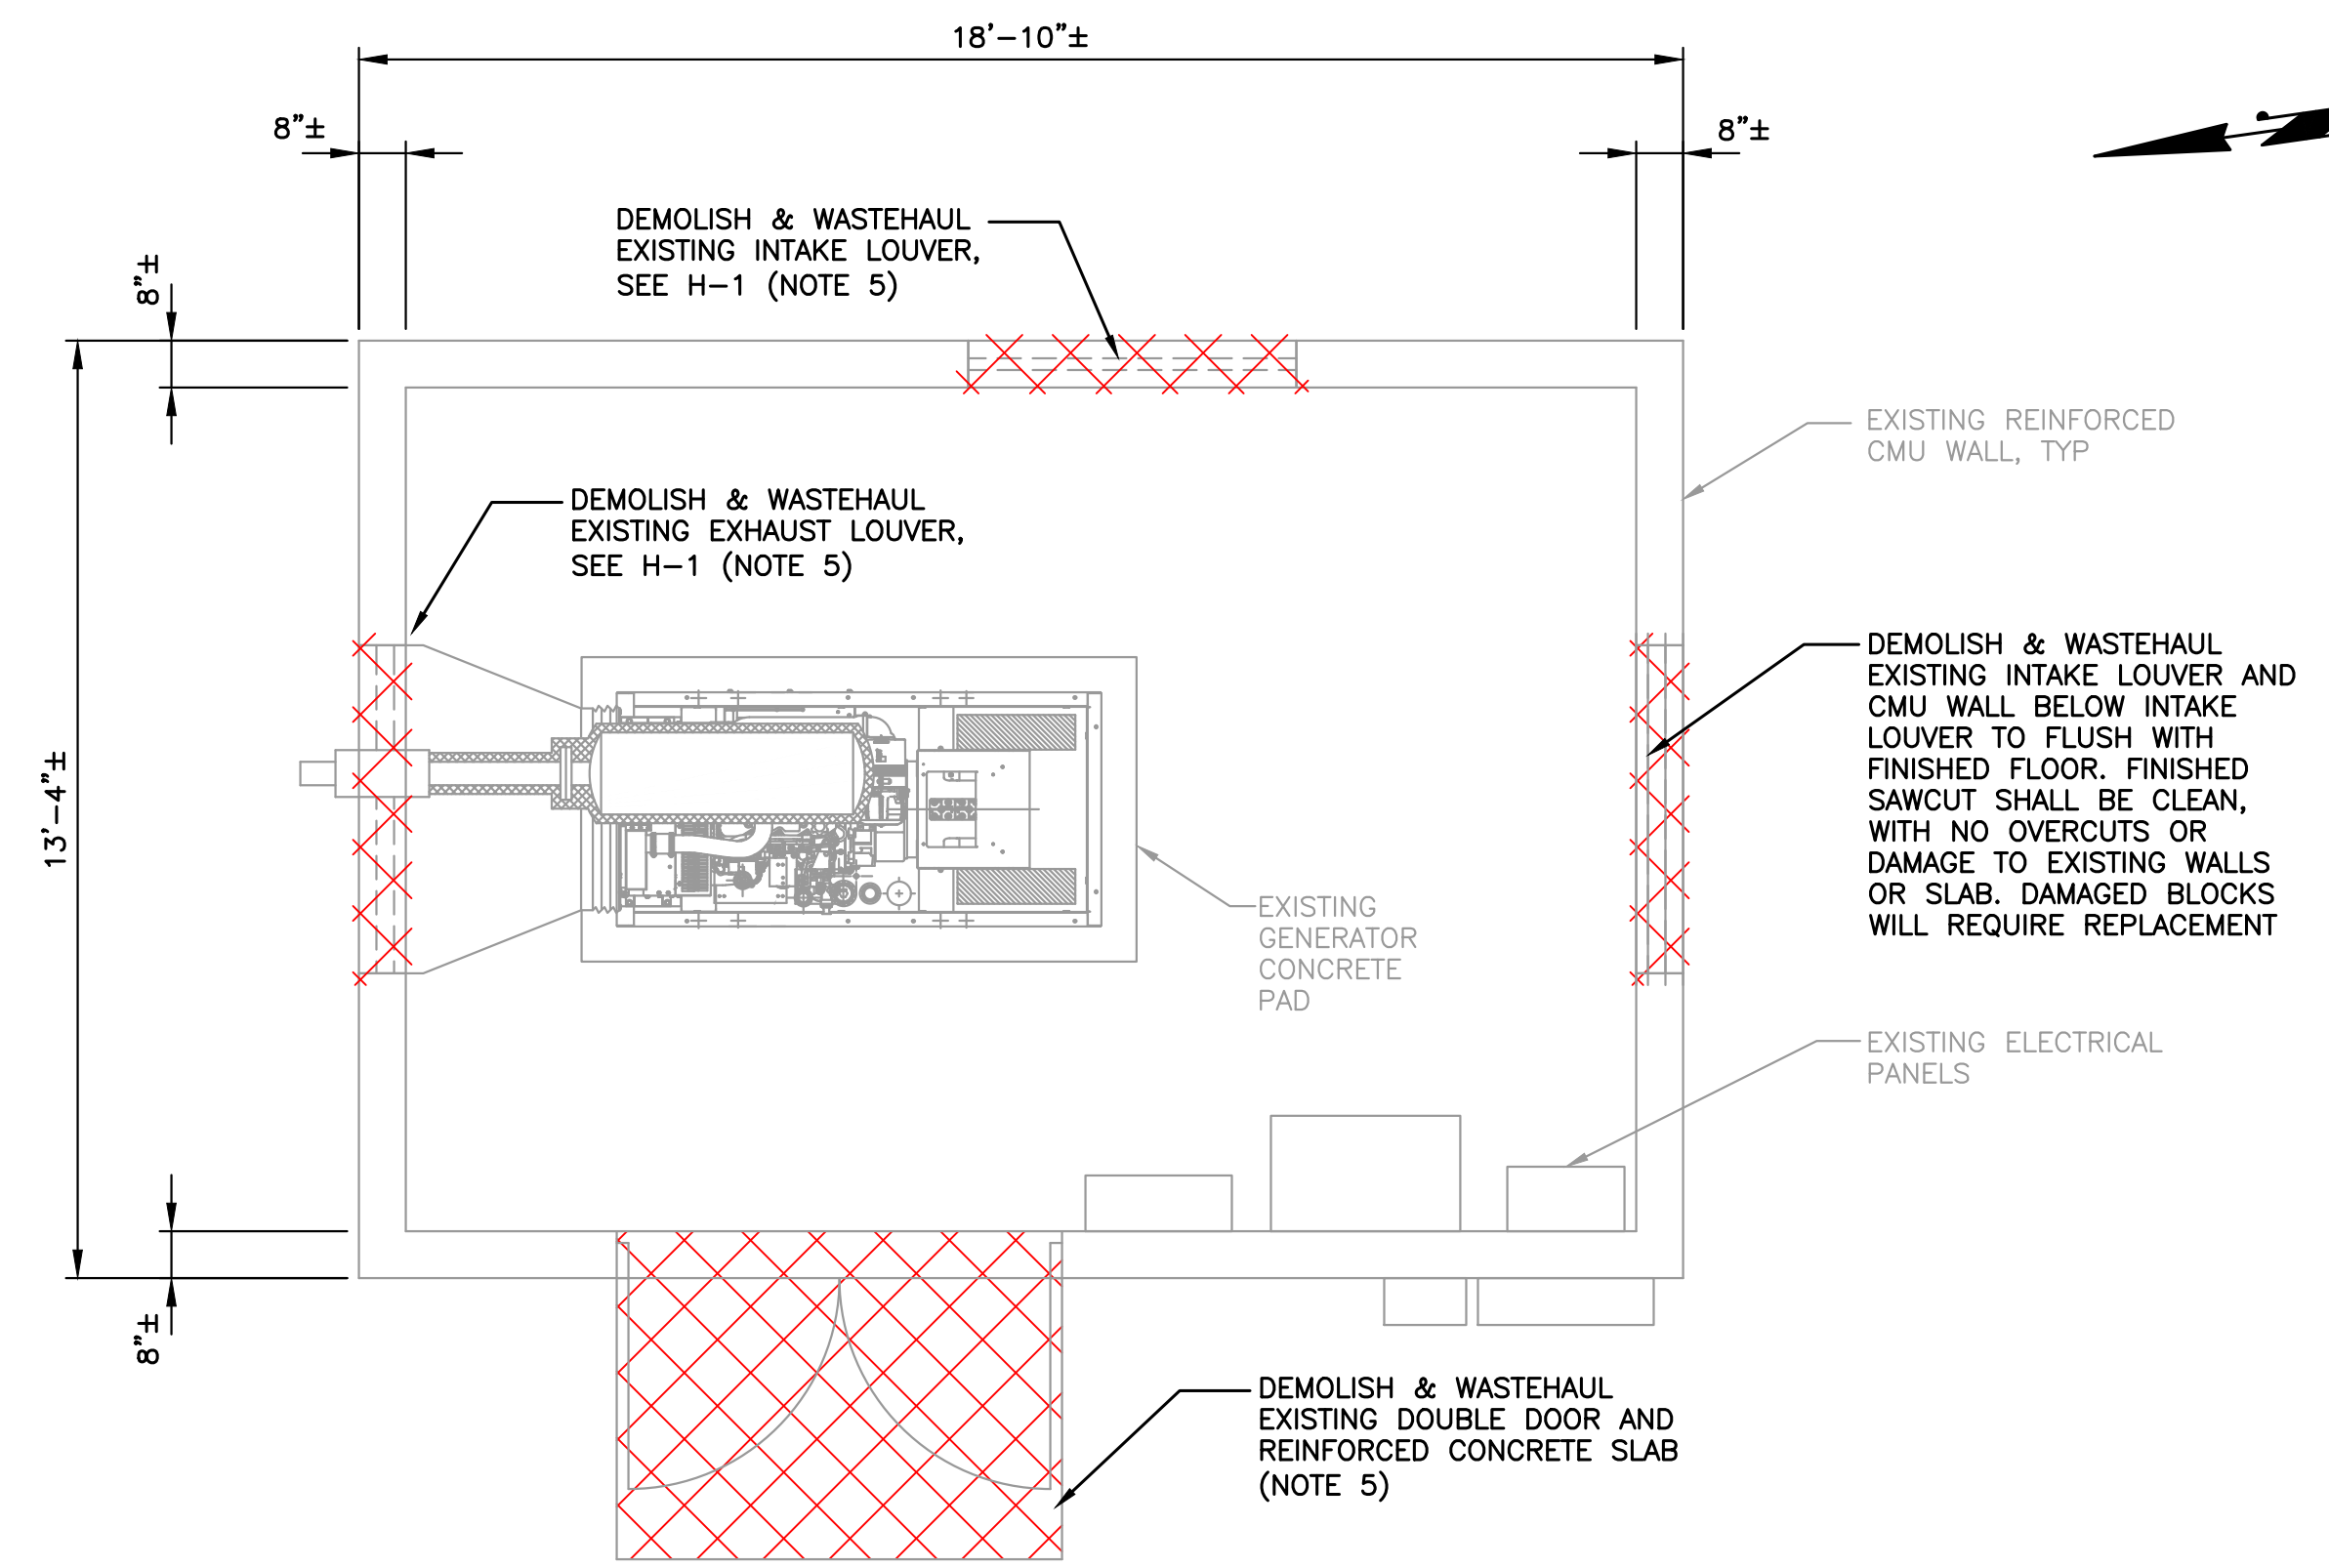 18'-10"±
8"±
8"±
DEMOLISH & WASTEHAUL
EXISTING INTAKE LOUVER,
SEE H-1 (NOTE 5)
8"±
EXISTING REINFORCED
CMU WALL, TYP
DEMOLISH & WASTEHAUL
EXISTING EXHAUST LOUVER,
SEE H-1 (NOTE 5)
DEMOLISH & WASTEHAUL
EXISTING INTAKE LOUVER AND
CMU WALL BELOW INTAKE
LOUVER TO FLUSH WITH
FINISHED FLOOR. FINISHED
SAWCUT SHALL BE CLEAN,
WITH NO OVERCUTS OR
DAMAGE TO EXISTING WALLS
OR SLAB. DAMAGED BLOCKS
WILL REQUIRE REPLACEMENT
13'-4"±
EXISTING
GENERATOR
CONCRETE
PAD
EXISTING ELECTRICAL
PANELS
8"±
DEMOLISH & WASTEHAUL
EXISTING DOUBLE DOOR AND
REINFORCED CONCRETE SLAB
(NOTE 5)